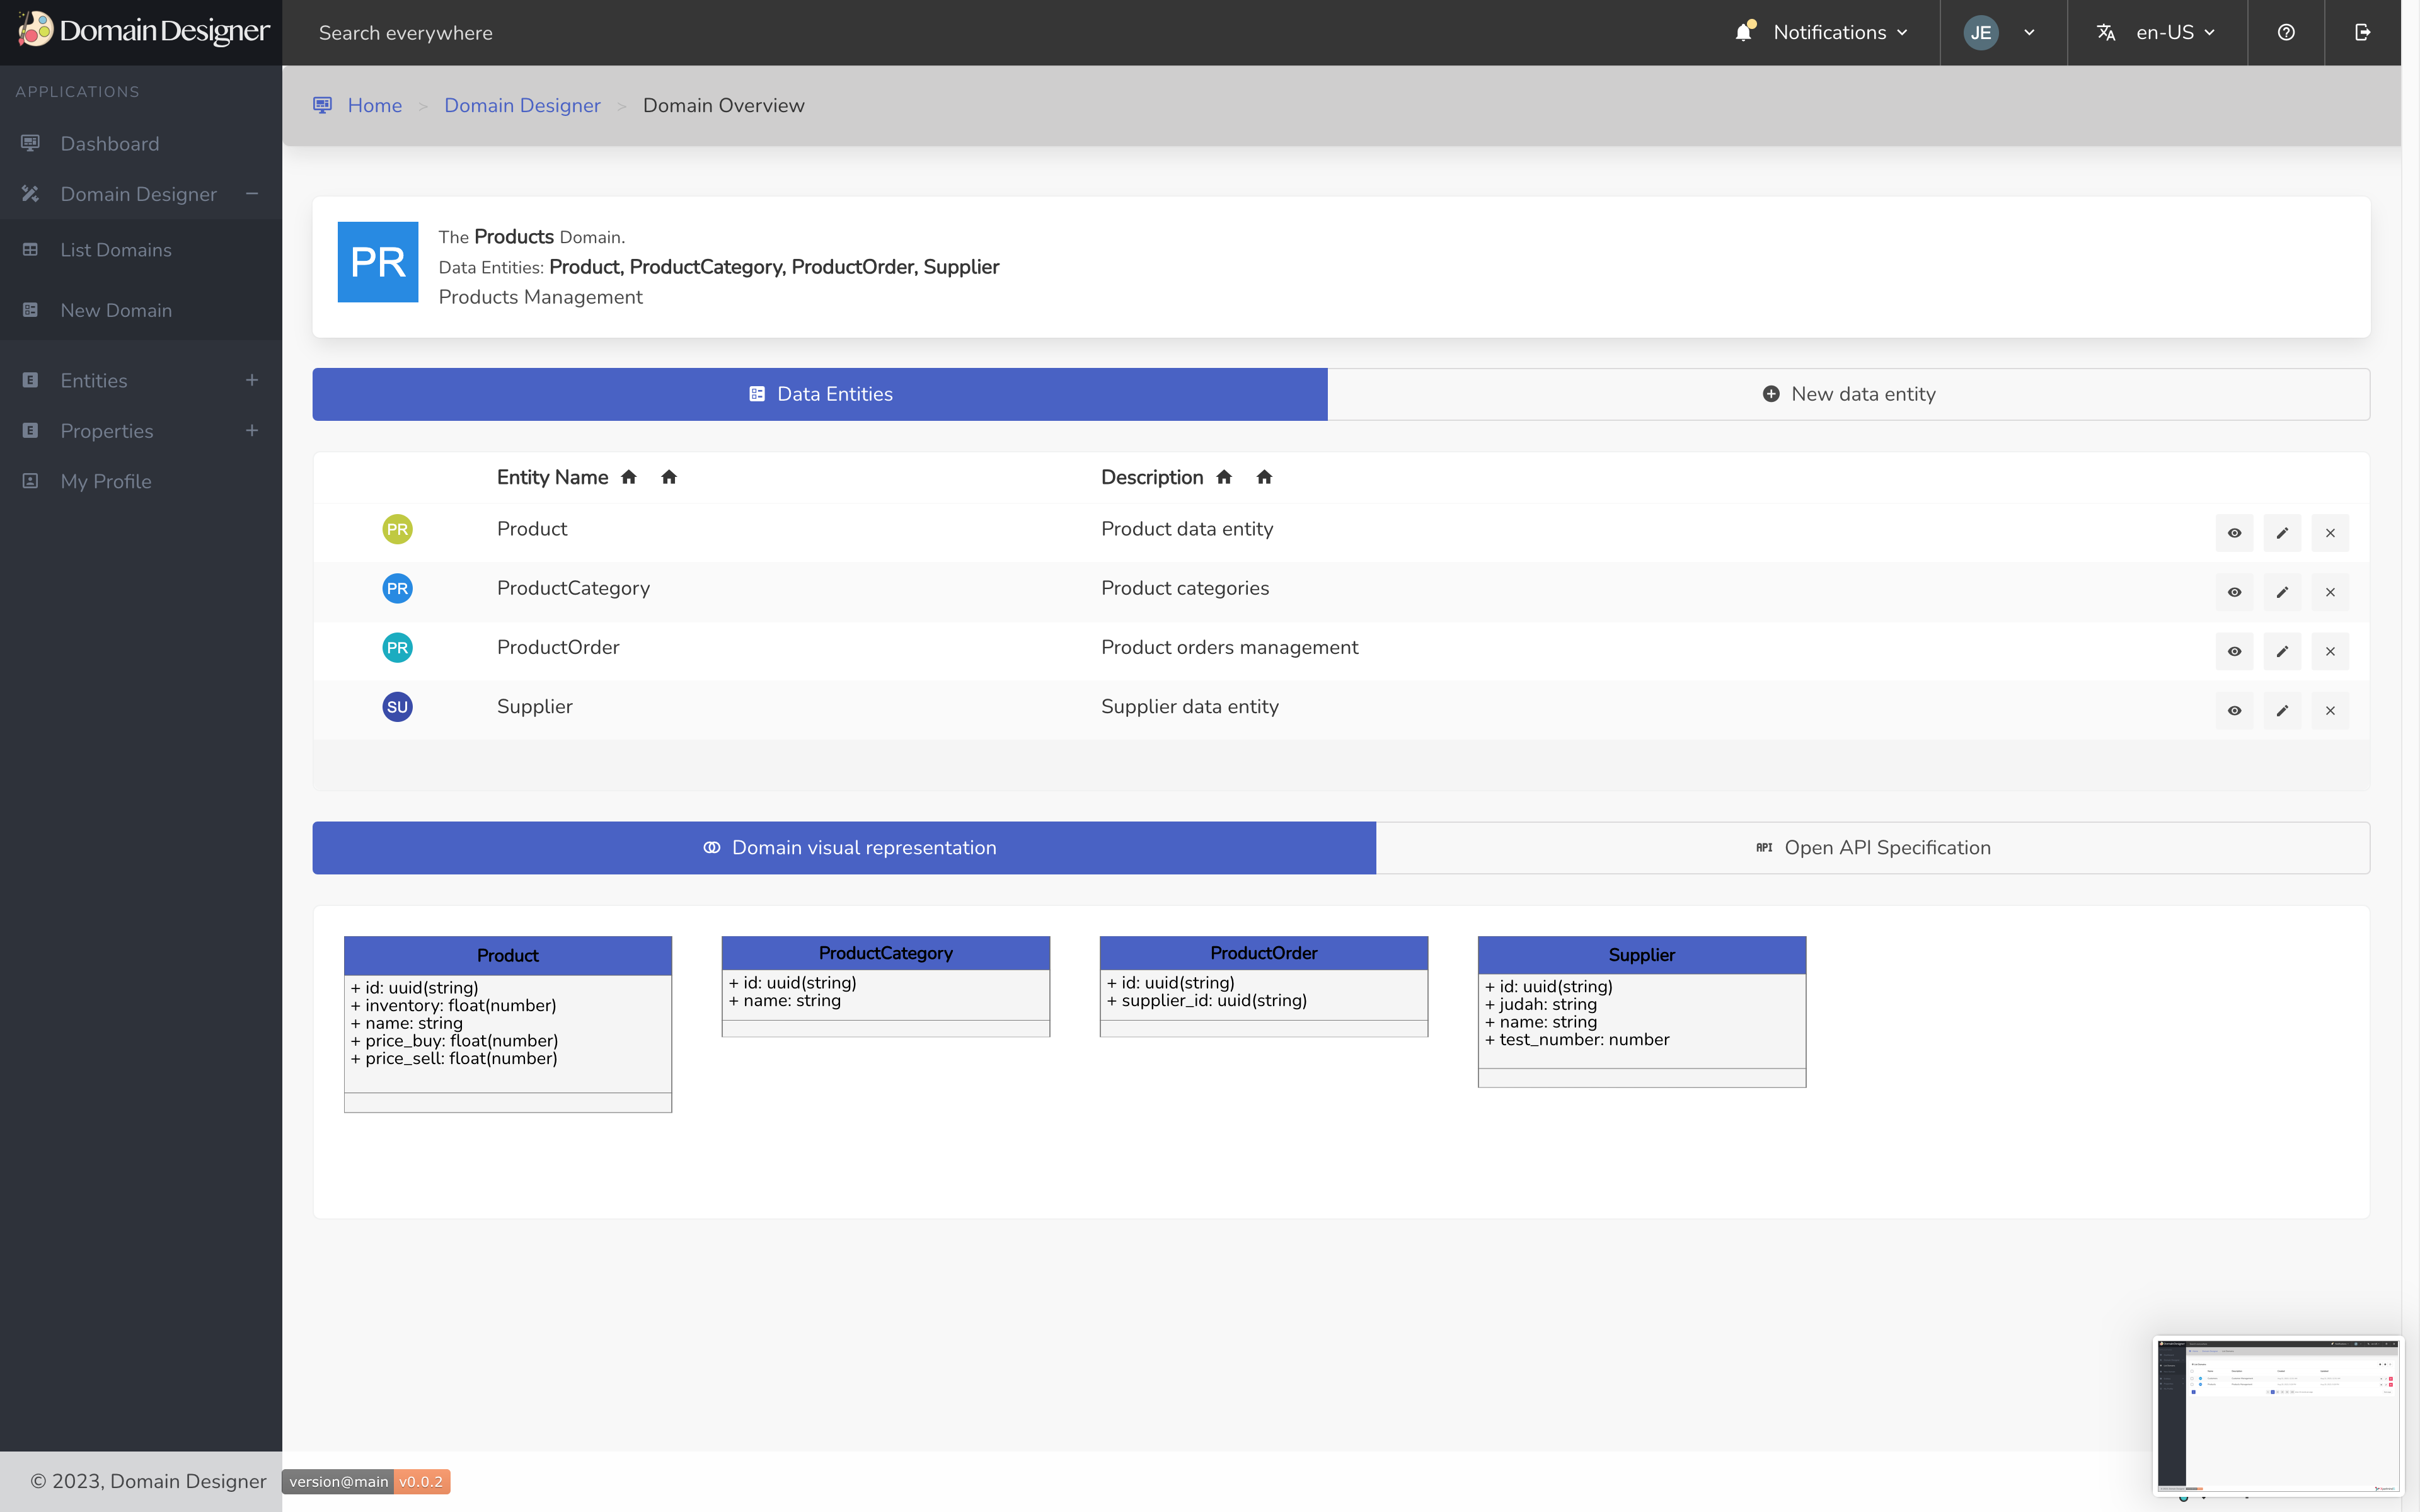 Domain Designer
Search everywhere
Notifications
JE
en-US
APPLICATIONS
Dashboard
Domain Designer
List Domains
New Domain
Entities
Properties
My Profile
Home > Domain Designer > Domain Overview
PR
The Products Domain.
Data Entities: Product, ProductCategory, ProductOrder, Supplier
Products Management
Data Entities
New data entity
Entity Name Description
PR Product Product data entity
PR ProductCategory Product categories
PR ProductOrder Product orders management
SU Supplier Supplier data entity
Domain visual representation
API Open API Specification
Product
+ id: uuid(string)
+ inventory: float(number)
+ name: string
+ price_buy: float(number)
+ price_sell: float(number)
ProductCategory
+ id: uuid(string)
+ name: string
ProductOrder
+ id: uuid(string)
+ supplier_id: uuid(string)
Supplier
+ id: uuid(string)
+ judah: string
+ name: string
+ test_number: number
© 2023, Domain Designer
version@main v0.0.2